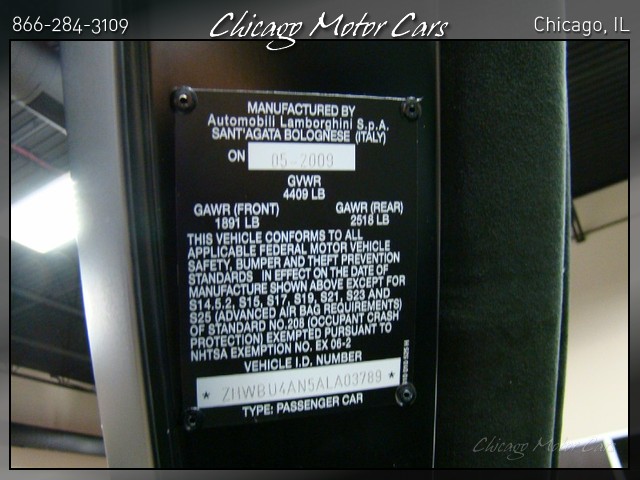 866-284-3109
Chicago Motor Cars
Chicago, IL
MANUFACTURED BY
Automobili Lamborghini S.p.A.
SANT'AGATA BOLOGNESE (ITALY)
ON 05-2009
GVWR
4409 LB
GAWR (FRONT) GAWR (REAR)
1891 LB 2518 LB
THIS VEHICLE CONFORMS TO ALL
APPLICABLE FEDERAL MOTOR VEHICLE
SAFETY, BUMPER AND THEFT PREVENTION
STANDARDS IN EFFECT ON THE DATE OF
MANUFACTURE SHOWN ABOVE EXCEPT FOR
S14.5.2, S15, S17, S19, S21, S23 AND
S25 (ADVANCED AIR BAG REQUIREMENTS)
OF STANDARD NO.208 (OCCUPANT CRASH
PROTECTION) EXEMPTED PURSUANT TO
NHTSA EXEMPTION NO. EX 06-2
VEHICLE I.D. NUMBER
* ZHWBU4AN5ALA03789 *
TYPE: PASSENGER CAR
Chicago Motor Cars